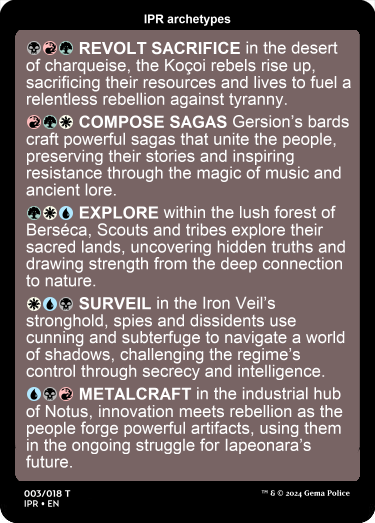 IPR archetypes
REVOLT SACRIFICE in the desert
of charqueise, the Koçoi rebels rise up,
sacrificing their resources and lives to fuel a
relentless rebellion against tyranny.
COMPOSE SAGAS Gersion's bards
craft powerful sagas that unite the people,
preserving their stories and inspiring
resistance through the magic of music and
ancient lore.
EXPLORE within the lush forest of
Berséca, Scouts and tribes explore their
sacred lands, uncovering hidden truths and
drawing strength from the deep connection
to nature.
SURVEIL in the Iron Veil's
stronghold, spies and dissidents use
cunning and subterfuge to navigate a world
of shadows, challenging the regime's
control through secrecy and intelligence.
METALCRAFT in the industrial hub
of Notus, innovation meets rebellion as the
people forge powerful artifacts, using them
in the ongoing struggle for Iapeonara's
future.
003/018 T
IPR • EN
™ & © 2024 Gema Police